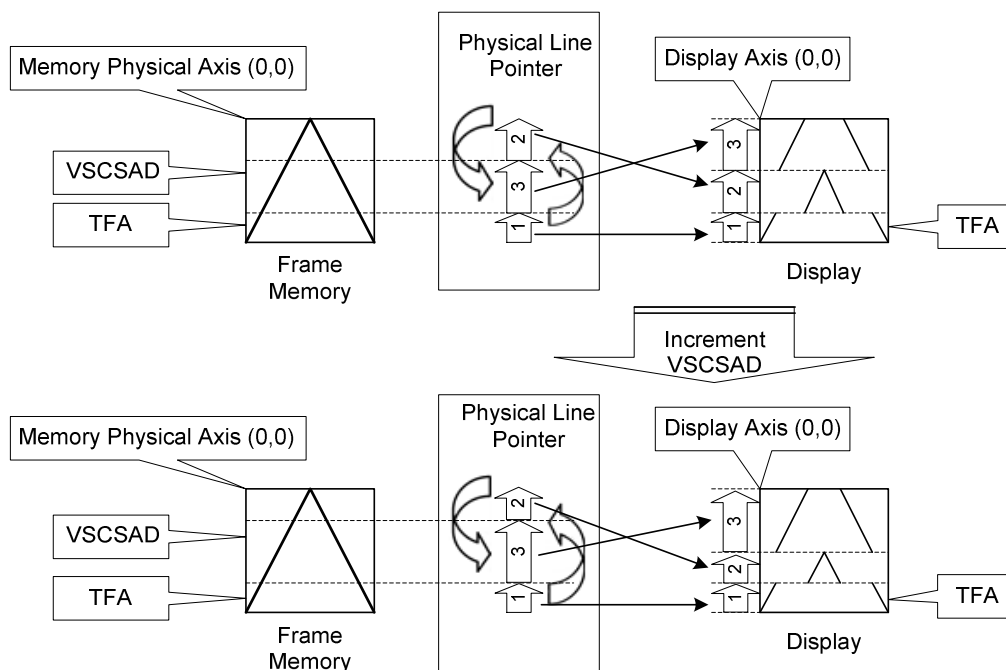 Physical Line
Pointer
Memory Physical Axis (0,0)
Display Axis (0,0)
VSCSAD
TFA
2
3
1
3
2
1
TFA
Frame
Memory
Display
Increment
VSCSAD
Physical Line
Pointer
Memory Physical Axis (0,0)
Display Axis (0,0)
VSCSAD
TFA
2
3
1
3
2
1
TFA
Frame
Memory
Display